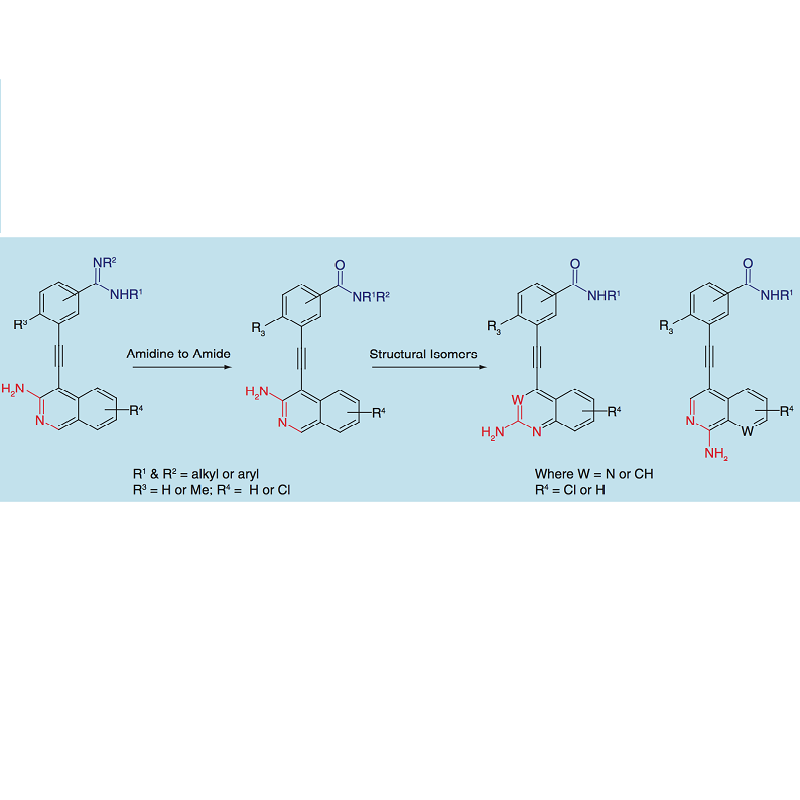 NR²
NHR¹
R³
H₂N
N
R⁴
Amidine to Amide
O
NR¹R²
R₃
H₂N
N
R⁴
Structural Isomers
O
NHR¹
R₃
W
H₂N
N
R⁴
O
NHR¹
R₃
N
W
R⁴
NH₂
R¹ & R² = alkyl or aryl
R³ = H or Me; R⁴ = H or Cl
Where W = N or CH
R⁴ = Cl or H